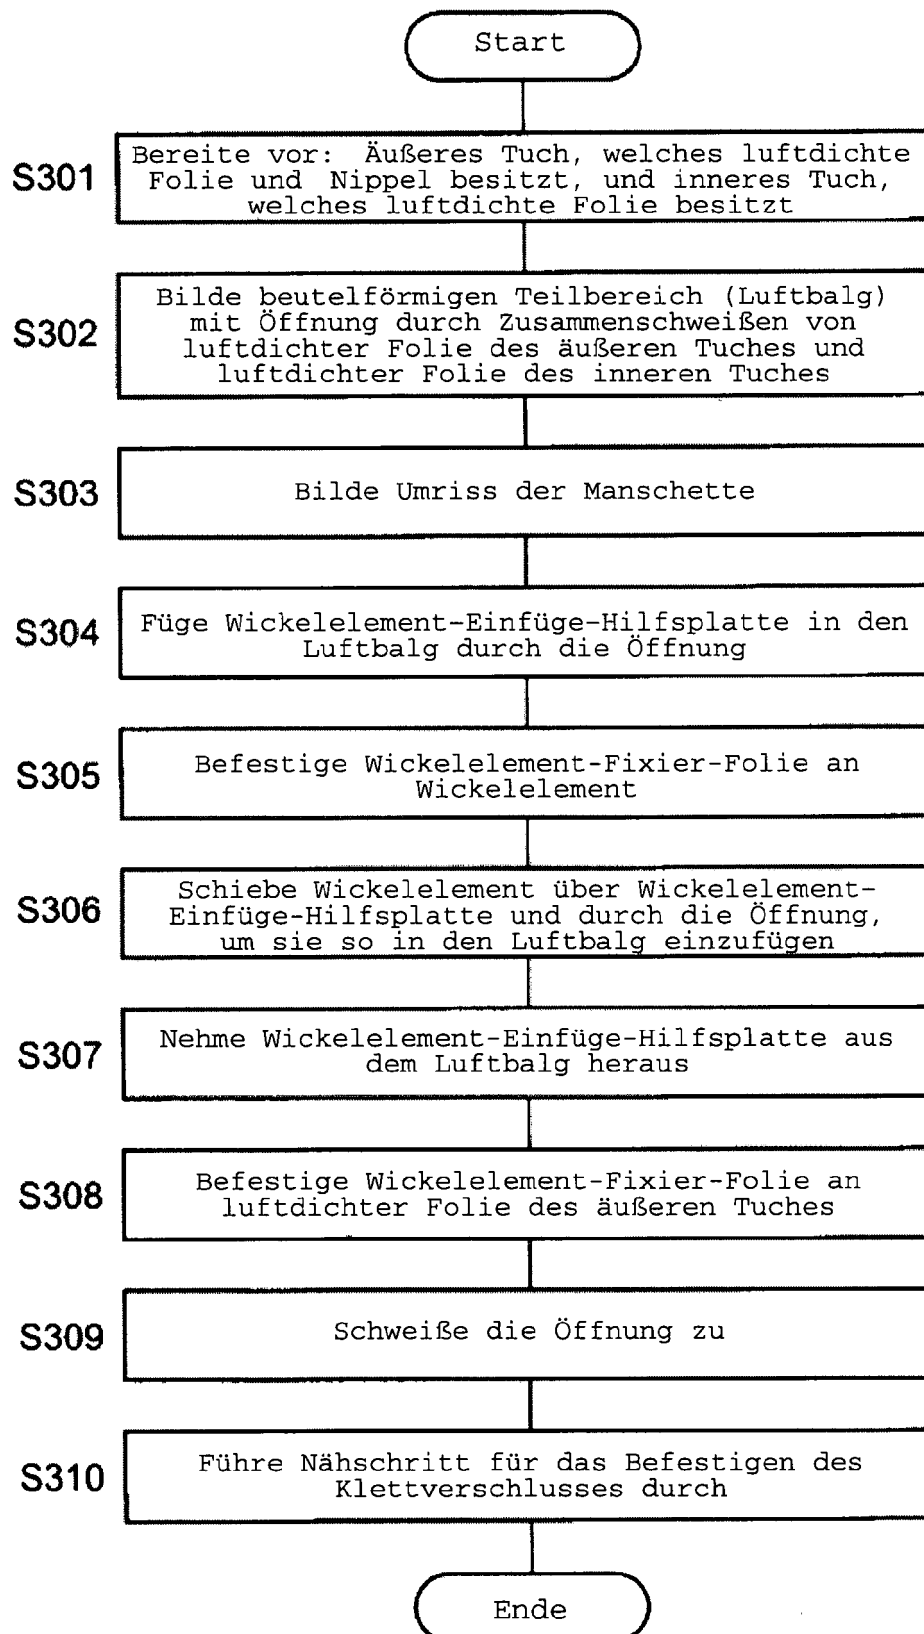 Start
S301
Bereite vor: Äußeres Tuch, welches luftdichte
Folie und Nippel besitzt, und inneres Tuch,
welches luftdichte Folie besitzt
S302
Bilde beutelförmigen Teilbereich (Luftbalg)
mit Öffnung durch Zusammenschweißen von
luftdichter Folie des äußeren Tuches und
luftdichter Folie des inneren Tuches
S303
Bilde Umriss der Manschette
S304
Füge Wickelelement-Einfüge-Hilfsplatte in den
Luftbalg durch die Öffnung
S305
Befestige Wickelelement-Fixier-Folie an
Wickelelement
S306
Schiebe Wickelelement über Wickelelement-
Einfüge-Hilfsplatte und durch die Öffnung,
um sie so in den Luftbalg einzufügen
S307
Nehme Wickelelement-Einfüge-Hilfsplatte aus
dem Luftbalg heraus
S308
Befestige Wickelelement-Fixier-Folie an
luftdichter Folie des äußeren Tuches
S309
Schweiße die Öffnung zu
S310
Führe Nähschritt für das Befestigen des
Klettverschlusses durch
Ende